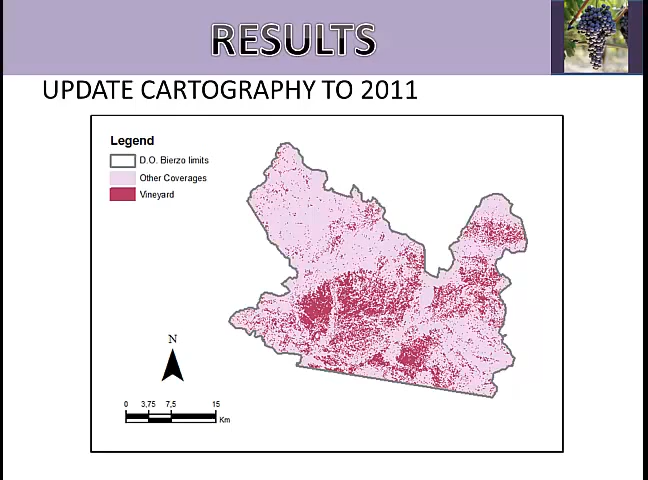 RESULTS
UPDATE CARTOGRAPHY TO 2011
Legend
D.O. Bierzo limits
Other Coverages
Vineyard
N
0 3,75 7,5 15
Km